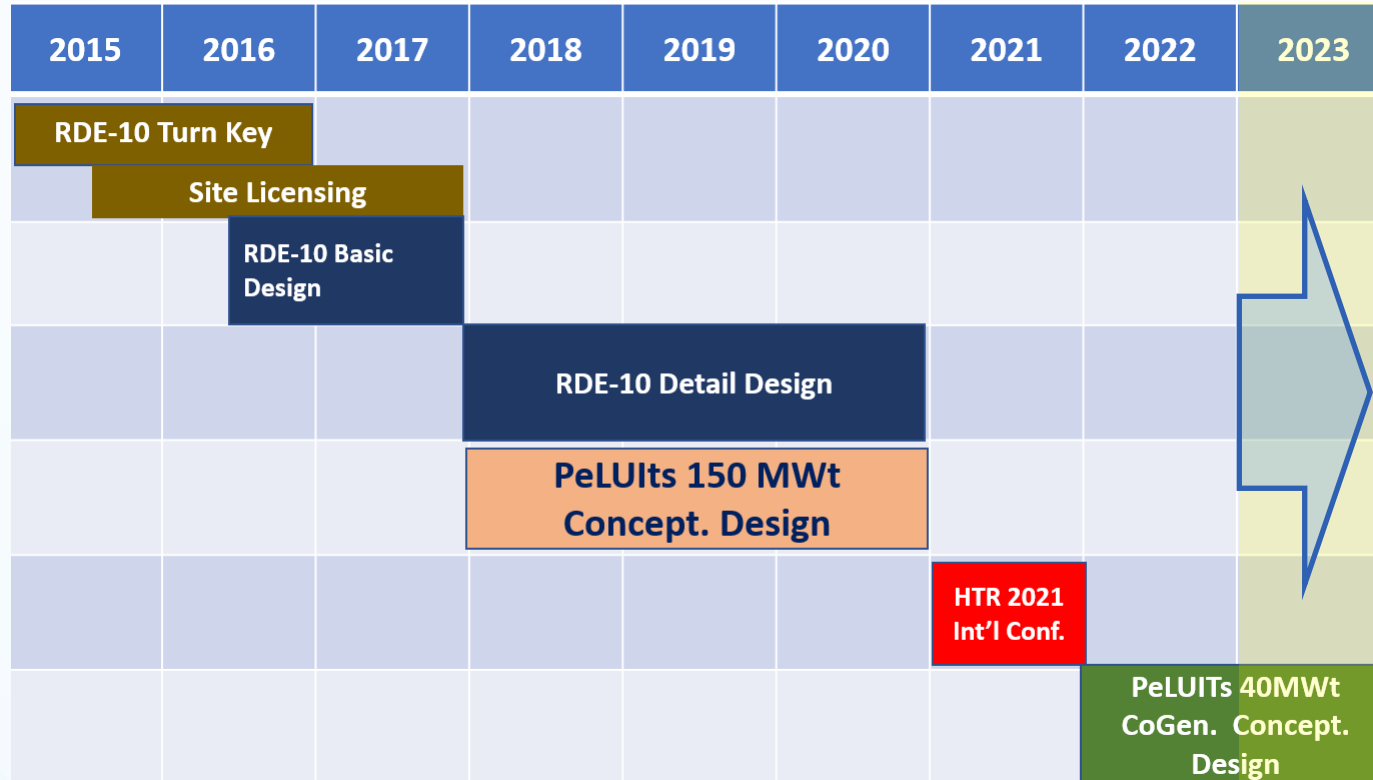 2015 2016 2017 2018 2019 2020 2021 2022 2023
RDE-10 Turn Key
Site Licensing
RDE-10 Basic
Design
RDE-10 Detail Design
PeLUIts 150 MWt
Concept. Design
HTR 2021
Int’l Conf.
PeLUITs 40MWt
CoGen. Concept.
Design